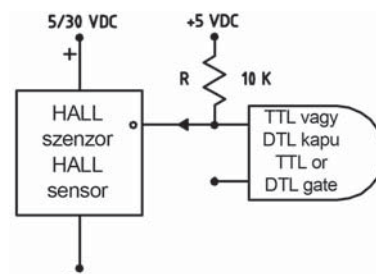 5/30 VDC
+5 VDC
+
R
10 K
HALL
szenzor
HALL
sensor
TTL vagy
DTL kapu
TTL or
DTL gate